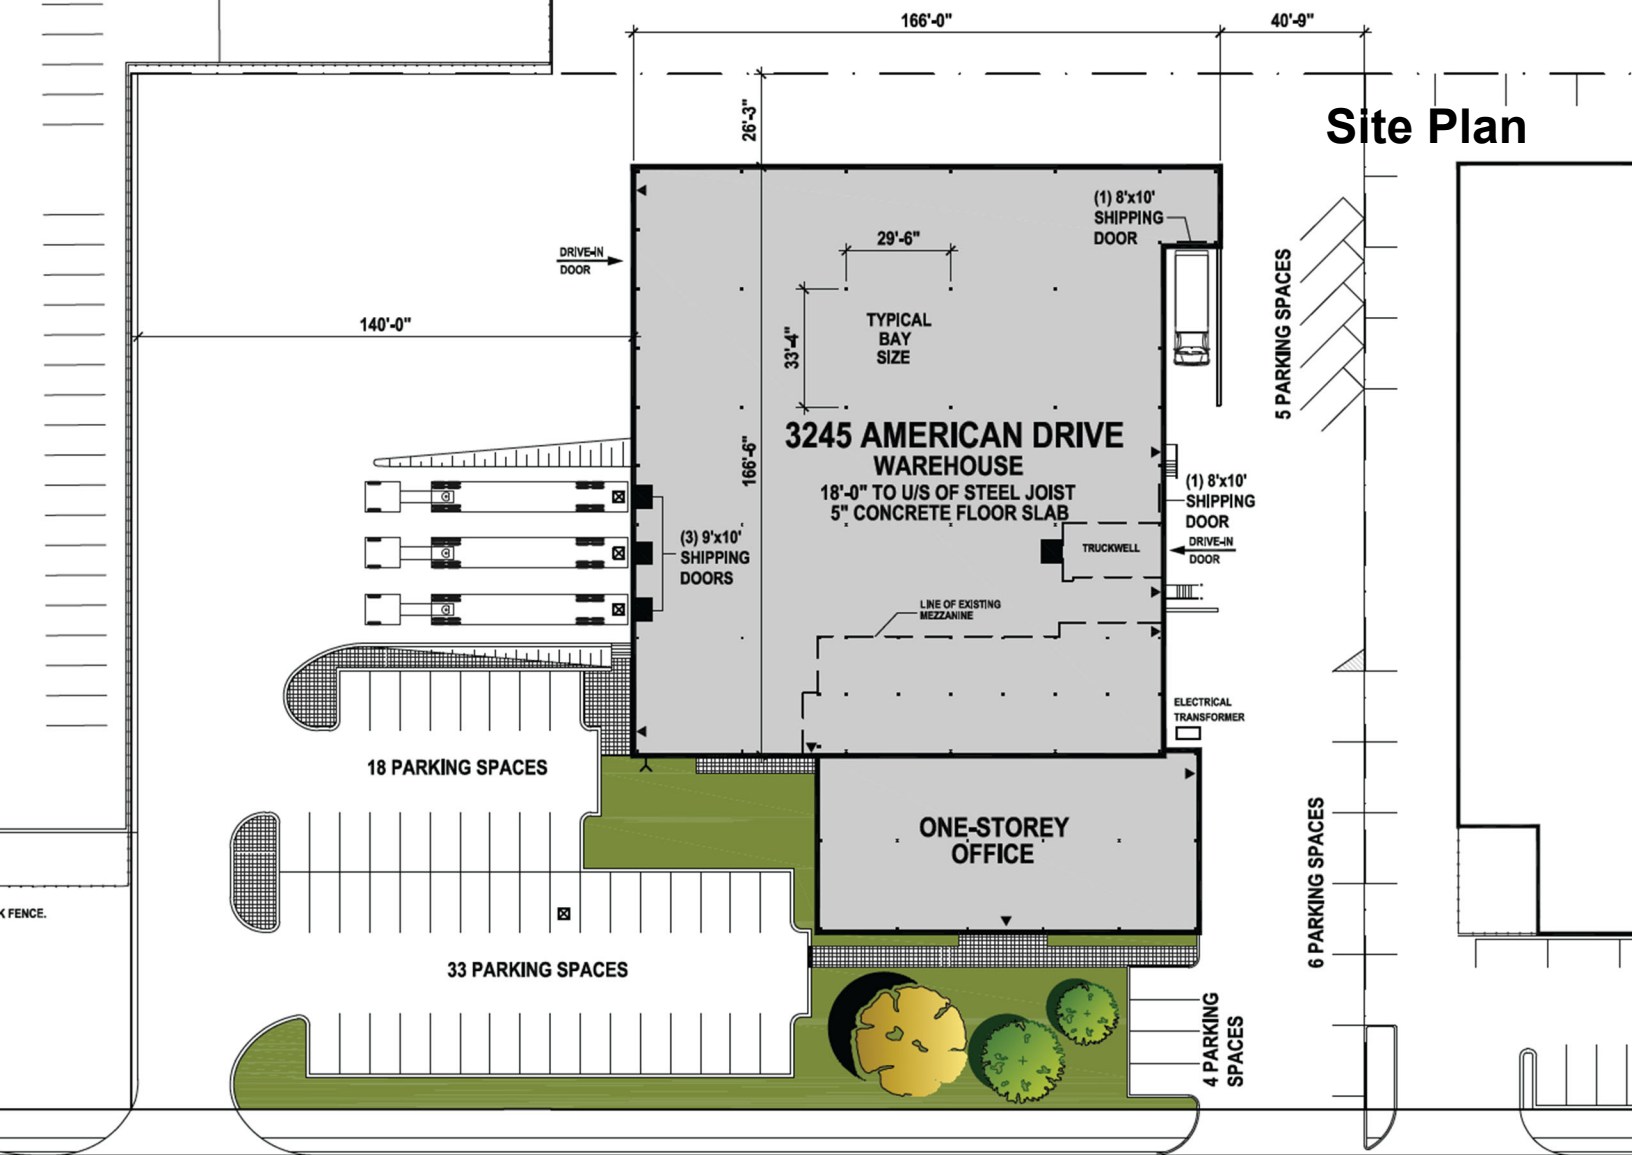 166'-0"
40'-9"
26'-3"
Site Plan
(1) 8'x10'
SHIPPING
DOOR
29'-6"
DRIVE-IN
DOOR
140'-0"
33'-4"
TYPICAL
BAY
SIZE
5 PARKING SPACES
3245 AMERICAN DRIVE
WAREHOUSE
18'-0" TO U/S OF STEEL JOIST
5" CONCRETE FLOOR SLAB
166'-6"
(1) 8'x10'
SHIPPING
DOOR
DRIVE-IN
DOOR
TRUCKWELL
(3) 9'x10'
SHIPPING
DOORS
LINE OF EXISTING
MEZZANINE
ELECTRICAL
TRANSFORMER
18 PARKING SPACES
ONE-STOREY
OFFICE
6 PARKING SPACES
K FENCE.
33 PARKING SPACES
4 PARKING
SPACES